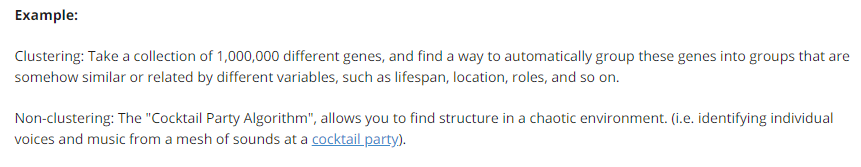 Example:
Clustering: Take a collection of 1,000,000 different genes, and find a way to automatically group these genes into groups that are
somehow similar or related by different variables, such as lifespan, location, roles, and so on.
Non-clustering: The "Cocktail Party Algorithm", allows you to find structure in a chaotic environment. (i.e. identifying individual
voices and music from a mesh of sounds at a cocktail party).